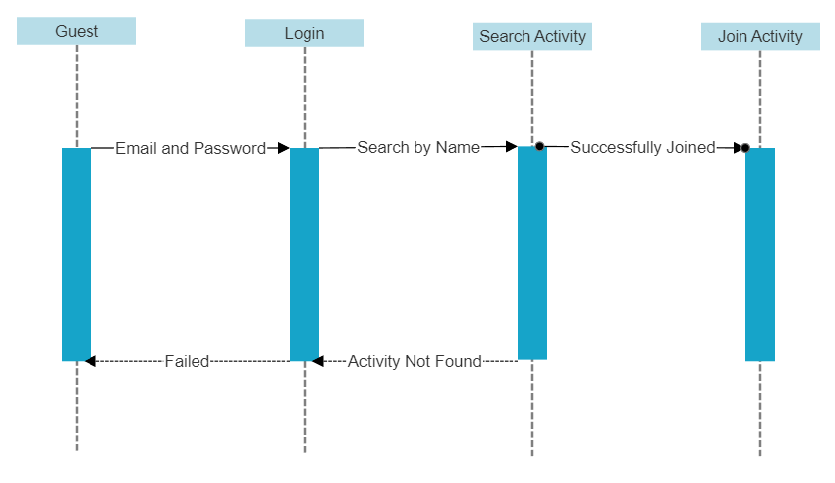 Guest
Login
Search Activity
Join Activity
Email and Password
Search by Name
Successfully Joined
Failed
Activity Not Found